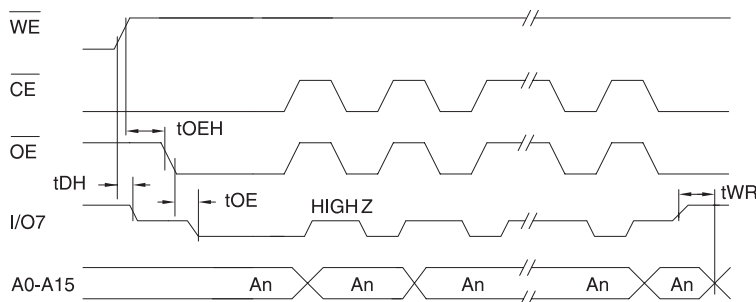 WE
CE
tOEH
OE
tDH
tOE
tWR
HIGH Z
I/O7
A0-A15 An An An An An